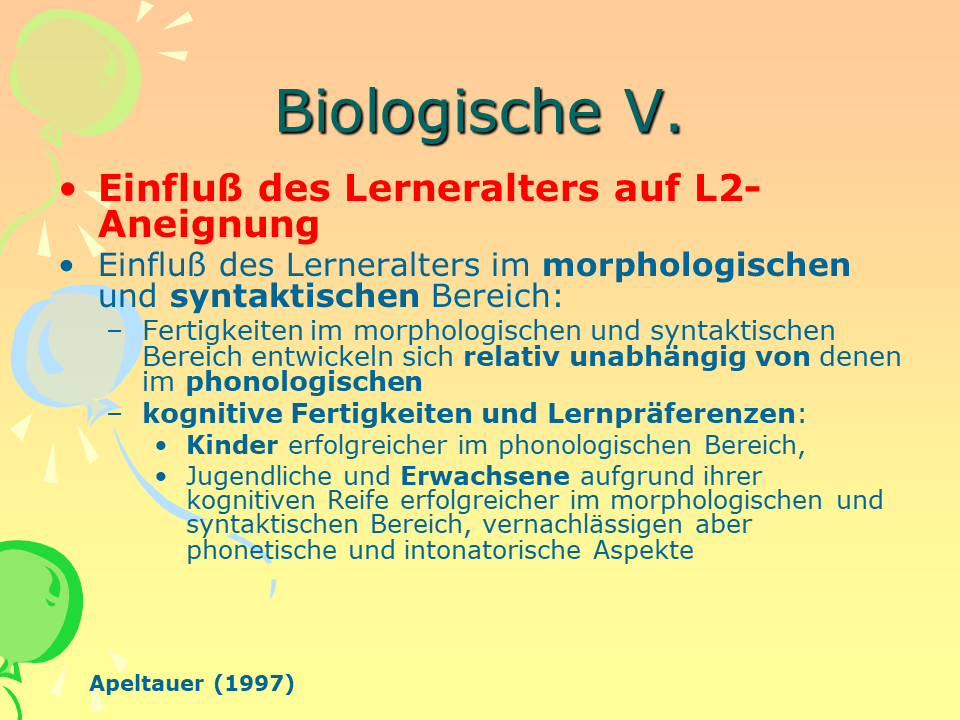 Biologische V.
• Einfluß des Lerneralters auf L2-
Aneignung
• Einfluß des Lerneralters im morphologischen
und syntaktischen Bereich:
– Fertigkeiten im morphologischen und syntaktischen
Bereich entwickeln sich relativ unabhängig von denen
im phonologischen
– kognitive Fertigkeiten und Lernpräferenzen:
• Kinder erfolgreicher im phonologischen Bereich,
• Jugendliche und Erwachsene aufgrund ihrer
kognitiven Reife erfolgreicher im morphologischen und
syntaktischen Bereich, vernachlässigen aber
phonetische und intonatorische Aspekte
Apeltauer (1997)